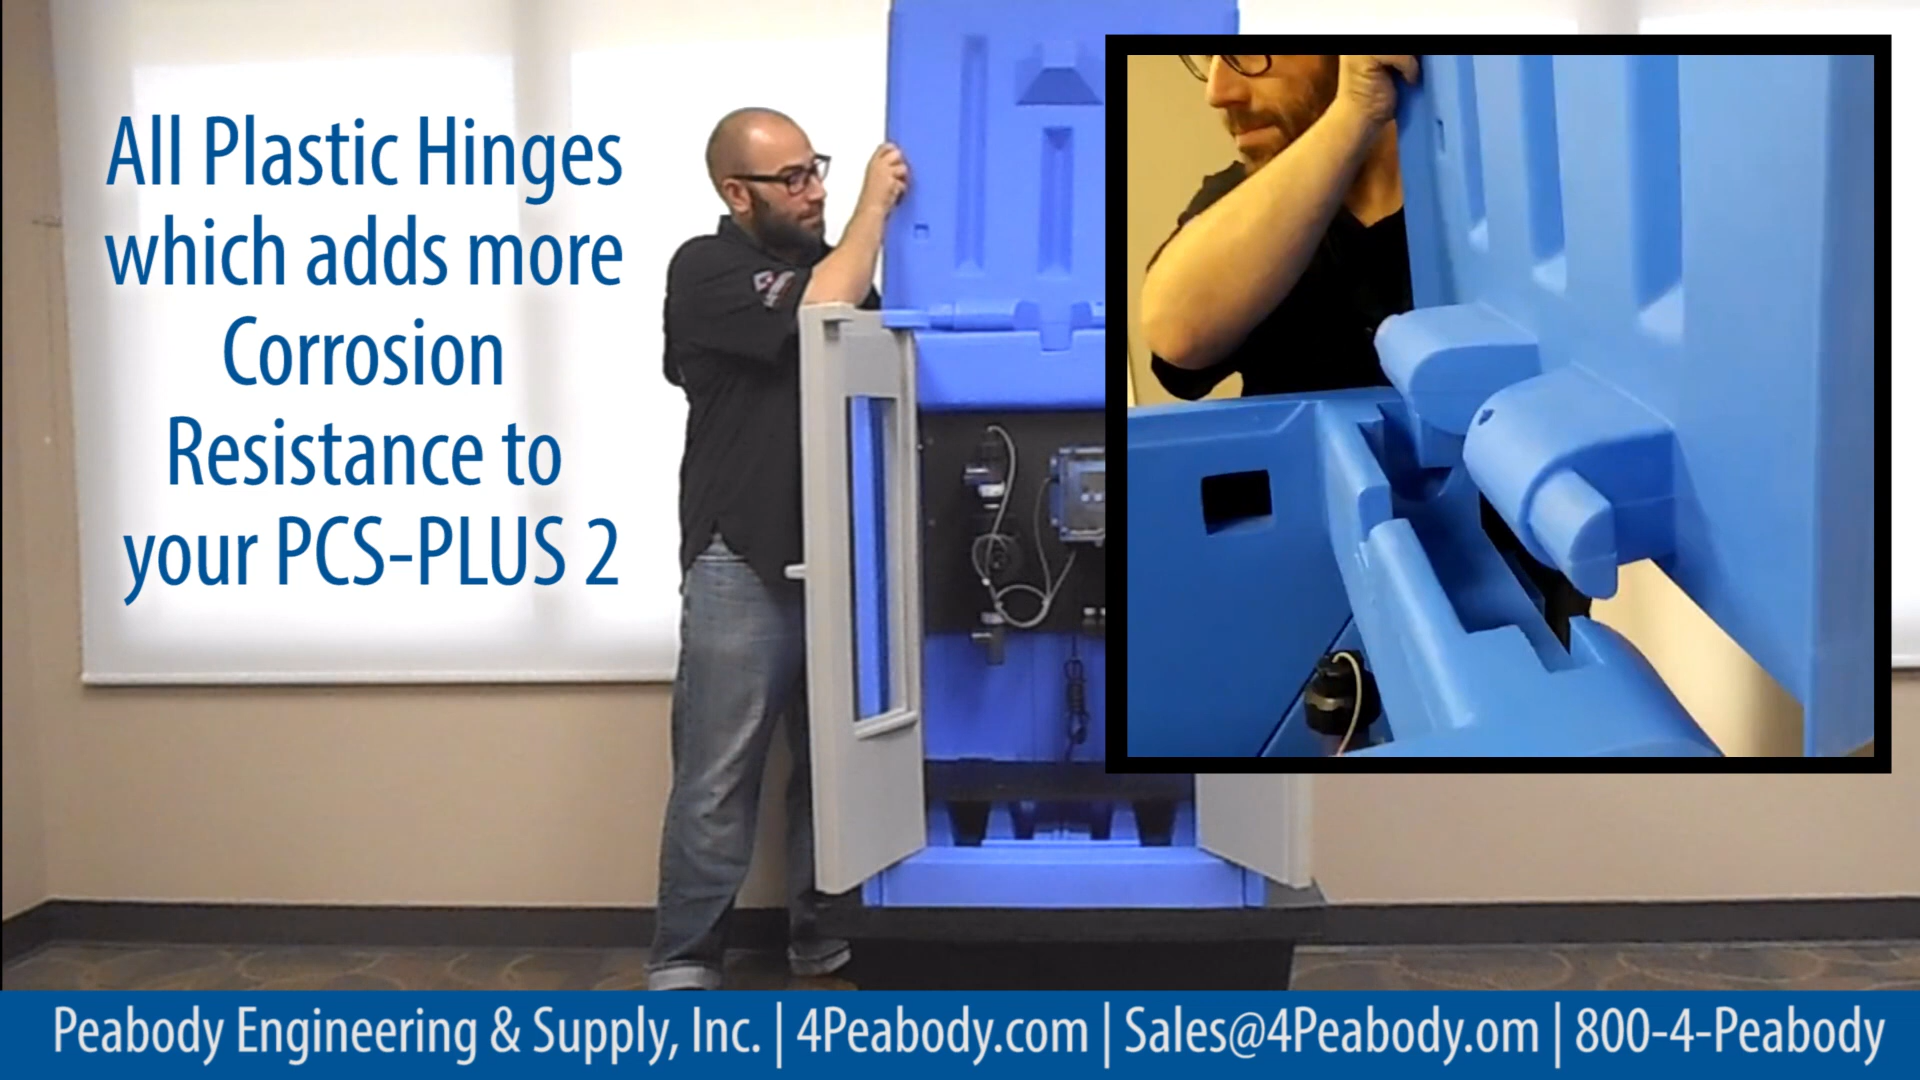 All Plastic Hinges
which adds more
Corrosion
Resistance to
your PCS-PLUS 2
Peabody Engineering & Supply, Inc. | 4Peabody.com | Sales@4Peabody.om | 800-4-Peabody